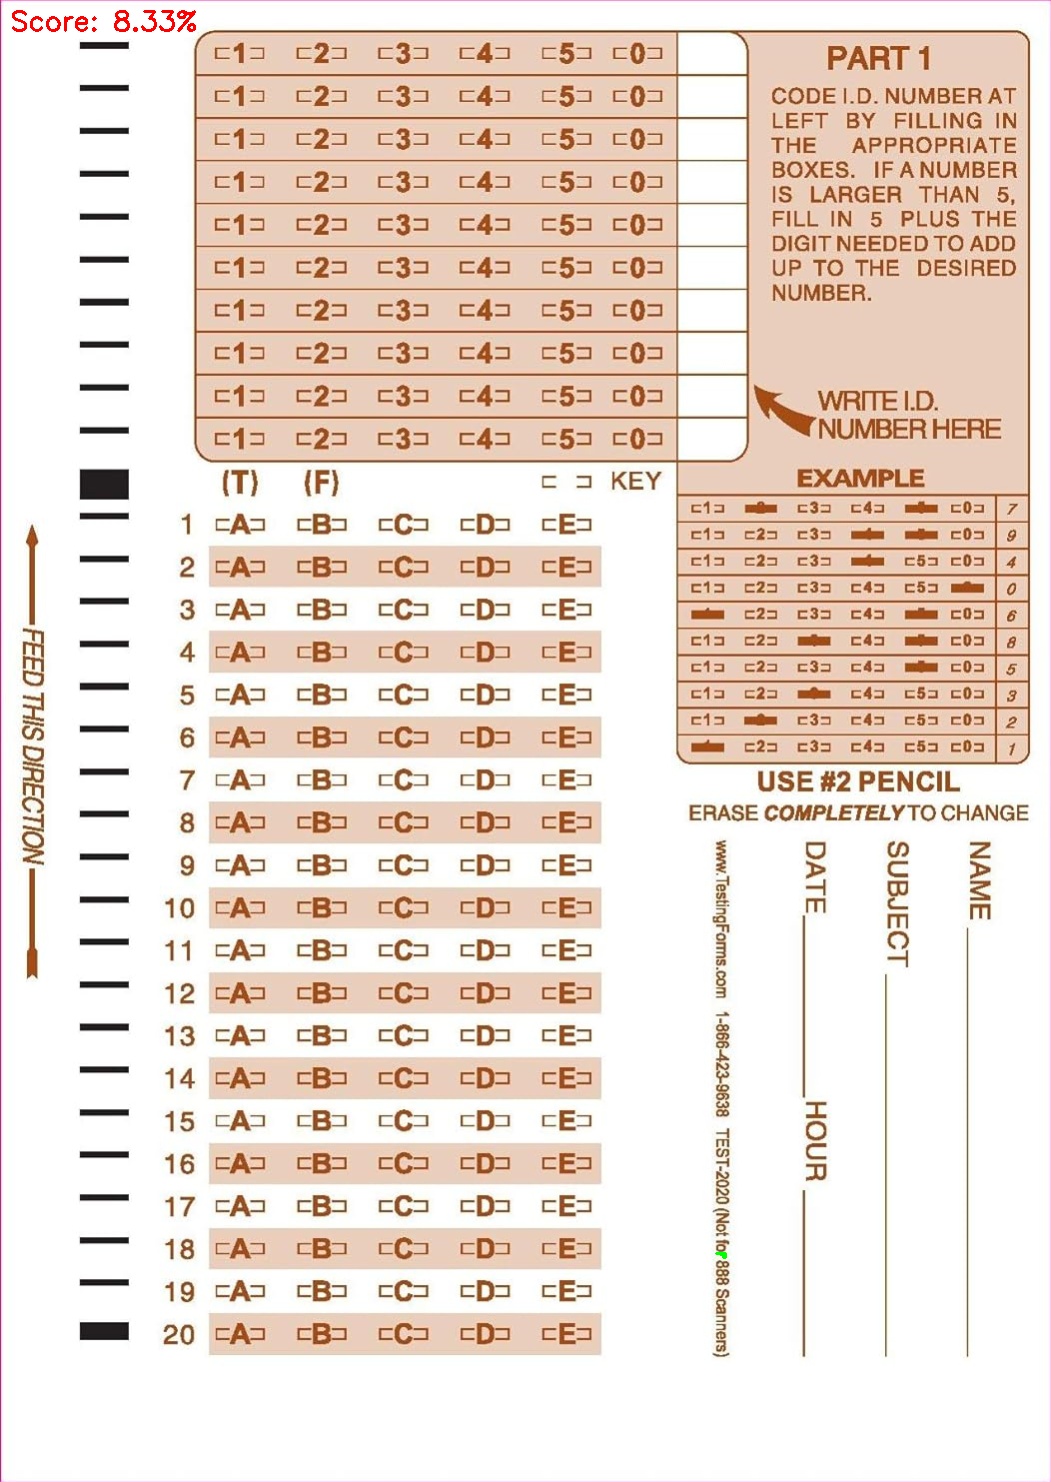 Score: 8.33%
⊏1⊐ ⊏2⊐ ⊏3⊐ ⊏4⊐ ⊏5⊐ ⊏0⊐
⊏1⊐ ⊏2⊐ ⊏3⊐ ⊏4⊐ ⊏5⊐ ⊏0⊐
⊏1⊐ ⊏2⊐ ⊏3⊐ ⊏4⊐ ⊏5⊐ ⊏0⊐
⊏1⊐ ⊏2⊐ ⊏3⊐ ⊏4⊐ ⊏5⊐ ⊏0⊐
⊏1⊐ ⊏2⊐ ⊏3⊐ ⊏4⊐ ⊏5⊐ ⊏0⊐
⊏1⊐ ⊏2⊐ ⊏3⊐ ⊏4⊐ ⊏5⊐ ⊏0⊐
⊏1⊐ ⊏2⊐ ⊏3⊐ ⊏4⊐ ⊏5⊐ ⊏0⊐
⊏1⊐ ⊏2⊐ ⊏3⊐ ⊏4⊐ ⊏5⊐ ⊏0⊐
⊏1⊐ ⊏2⊐ ⊏3⊐ ⊏4⊐ ⊏5⊐ ⊏0⊐
⊏1⊐ ⊏2⊐ ⊏3⊐ ⊏4⊐ ⊏5⊐ ⊏0⊐
PART 1
CODE I.D. NUMBER AT
LEFT BY FILLING IN
THE APPROPRIATE
BOXES. IF A NUMBER
IS LARGER THAN 5,
FILL IN 5 PLUS THE
DIGIT NEEDED TO ADD
UP TO THE DESIRED
NUMBER.
WRITE I.D.
NUMBER HERE
(T) (F) ⊏ ⊐ KEY
1 ⊏A⊐ ⊏B⊐ ⊏C⊐ ⊏D⊐ ⊏E⊐
2 ⊏A⊐ ⊏B⊐ ⊏C⊐ ⊏D⊐ ⊏E⊐
3 ⊏A⊐ ⊏B⊐ ⊏C⊐ ⊏D⊐ ⊏E⊐
4 ⊏A⊐ ⊏B⊐ ⊏C⊐ ⊏D⊐ ⊏E⊐
5 ⊏A⊐ ⊏B⊐ ⊏C⊐ ⊏D⊐ ⊏E⊐
6 ⊏A⊐ ⊏B⊐ ⊏C⊐ ⊏D⊐ ⊏E⊐
7 ⊏A⊐ ⊏B⊐ ⊏C⊐ ⊏D⊐ ⊏E⊐
8 ⊏A⊐ ⊏B⊐ ⊏C⊐ ⊏D⊐ ⊏E⊐
9 ⊏A⊐ ⊏B⊐ ⊏C⊐ ⊏D⊐ ⊏E⊐
10 ⊏A⊐ ⊏B⊐ ⊏C⊐ ⊏D⊐ ⊏E⊐
11 ⊏A⊐ ⊏B⊐ ⊏C⊐ ⊏D⊐ ⊏E⊐
12 ⊏A⊐ ⊏B⊐ ⊏C⊐ ⊏D⊐ ⊏E⊐
13 ⊏A⊐ ⊏B⊐ ⊏C⊐ ⊏D⊐ ⊏E⊐
14 ⊏A⊐ ⊏B⊐ ⊏C⊐ ⊏D⊐ ⊏E⊐
15 ⊏A⊐ ⊏B⊐ ⊏C⊐ ⊏D⊐ ⊏E⊐
16 ⊏A⊐ ⊏B⊐ ⊏C⊐ ⊏D⊐ ⊏E⊐
17 ⊏A⊐ ⊏B⊐ ⊏C⊐ ⊏D⊐ ⊏E⊐
18 ⊏A⊐ ⊏B⊐ ⊏C⊐ ⊏D⊐ ⊏E⊐
19 ⊏A⊐ ⊏B⊐ ⊏C⊐ ⊏D⊐ ⊏E⊐
20 ⊏A⊐ ⊏B⊐ ⊏C⊐ ⊏D⊐ ⊏E⊐
FEED THIS DIRECTION
EXAMPLE
⊏1⊐ ⊏3⊐ ⊏4⊐ ⊏0⊐ 7
⊏1⊐ ⊏2⊐ ⊏3⊐ ⊏0⊐ 9
⊏1⊐ ⊏2⊐ ⊏3⊐ ⊏5⊐ ⊏0⊐ 4
⊏1⊐ ⊏2⊐ ⊏3⊐ ⊏4⊐ ⊏5⊐ 0
⊏2⊐ ⊏3⊐ ⊏4⊐ ⊏0⊐ 6
⊏1⊐ ⊏2⊐ ⊏4⊐ ⊏0⊐ 8
⊏1⊐ ⊏2⊐ ⊏3⊐ ⊏4⊐ ⊏0⊐ 5
⊏1⊐ ⊏2⊐ ⊏4⊐ ⊏5⊐ ⊏0⊐ 3
⊏1⊐ ⊏3⊐ ⊏4⊐ ⊏5⊐ ⊏0⊐ 2
⊏2⊐ ⊏3⊐ ⊏4⊐ ⊏5⊐ ⊏0⊐ 1
USE #2 PENCIL
ERASE COMPLETELY TO CHANGE
NAME
SUBJECT
DATE HOUR
www.TestingForms.com 1-866-423-9638 TEST-2020 (Not for 888 Scanners)